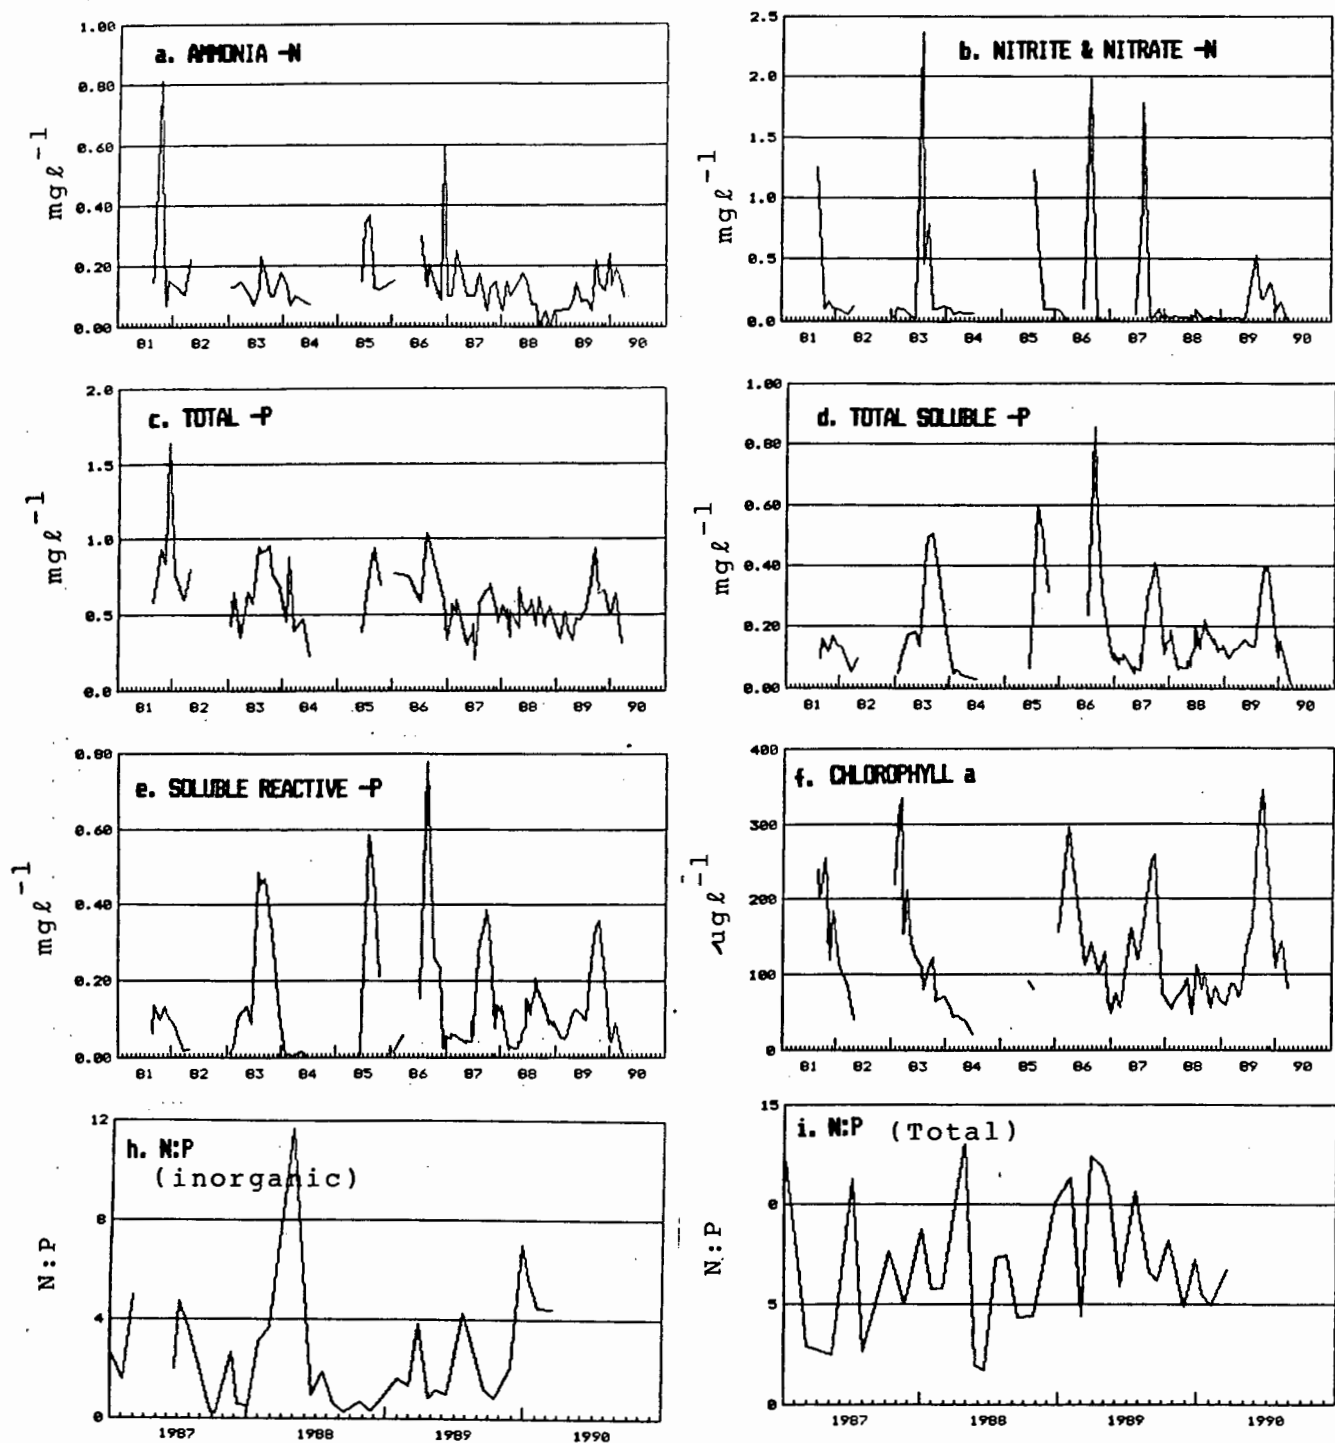 a. AMMONIA -N
mg ℓ⁻¹
1.00
0.80
0.60
0.40
0.20
0.00
81 82 83 84 85 86 87 88 89 90
b. NITRITE & NITRATE -N
mg ℓ⁻¹
2.5
2.0
1.5
1.0
0.5
0.0
81 82 83 84 85 86 87 88 89 90
c. TOTAL -P
mg ℓ⁻¹
2.0
1.5
1.0
0.5
0.0
81 82 83 84 85 86 87 88 89 90
d. TOTAL SOLUBLE -P
mg ℓ⁻¹
1.00
0.80
0.60
0.40
0.20
0.00
81 82 83 84 85 86 87 88 89 90
e. SOLUBLE REACTIVE -P
mg ℓ⁻¹
0.80
0.60
0.40
0.20
0.00
81 82 83 84 85 86 87 88 89 90
f. CHLOROPHYLL a
ug ℓ⁻¹
400
300
200
100
0
81 82 83 84 85 86 87 88 89 90
h. N:P
(inorganic)
N:P
12
8
4
0
1987 1988 1989 1990
i. N:P (Total)
N:P
15
0
5
0
1987 1988 1989 1990